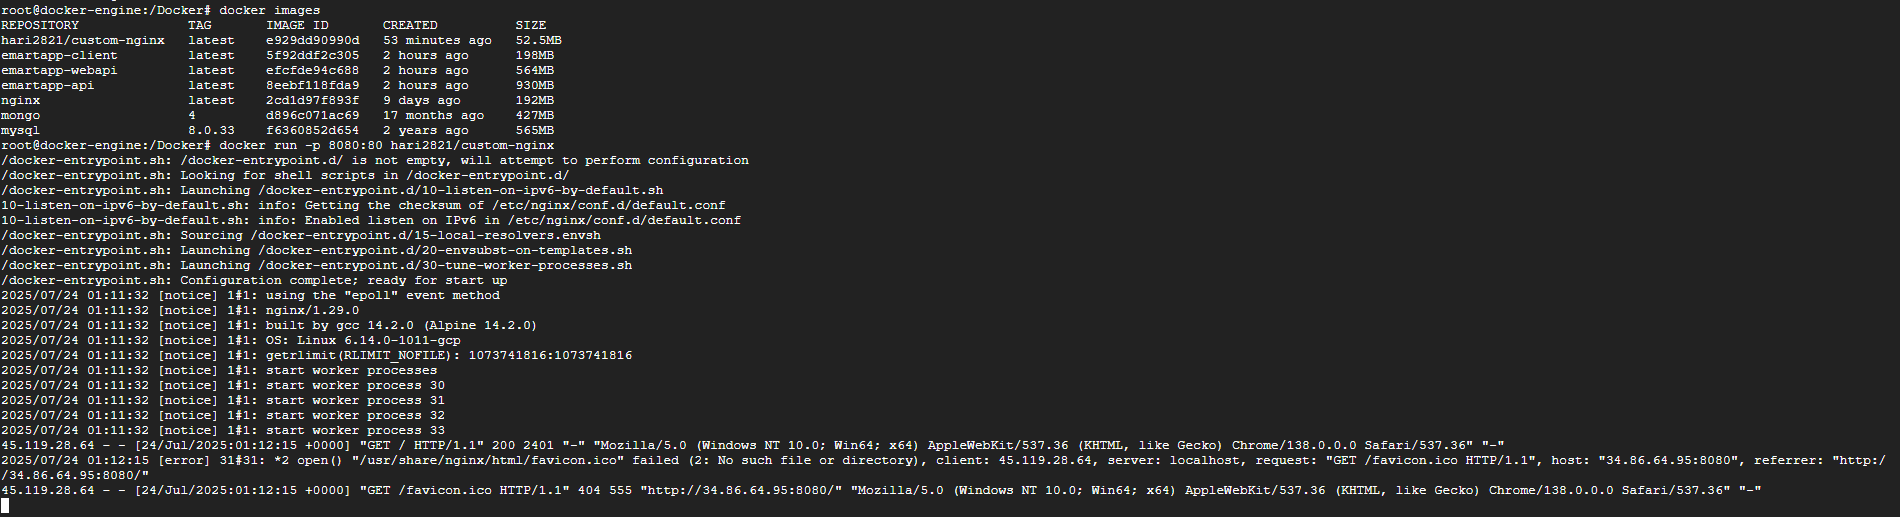 root@docker-engine:/Docker# docker images
REPOSITORY              TAG       IMAGE ID       CREATED          SIZE
hari2821/custom-nginx   latest    e929dd90990d   53 minutes ago   52.5MB
emartapp-client         latest    5f92ddf2c305   2 hours ago      198MB
emartapp-webapi         latest    efcfde94c688   2 hours ago      564MB
emartapp-api            latest    8eebf118fda9   2 hours ago      930MB
nginx                   latest    2cd1d97f893f   9 days ago       192MB
mongo                   4         d896c071ac69   17 months ago    427MB
mysql                   8.0.33    f6360852d654   2 years ago      565MB
root@docker-engine:/Docker# docker run -p 8080:80 hari2821/custom-nginx
/docker-entrypoint.sh: /docker-entrypoint.d/ is not empty, will attempt to perform configuration
/docker-entrypoint.sh: Looking for shell scripts in /docker-entrypoint.d/
/docker-entrypoint.sh: Launching /docker-entrypoint.d/10-listen-on-ipv6-by-default.sh
10-listen-on-ipv6-by-default.sh: info: Getting the checksum of /etc/nginx/conf.d/default.conf
10-listen-on-ipv6-by-default.sh: info: Enabled listen on IPv6 in /etc/nginx/conf.d/default.conf
/docker-entrypoint.sh: Sourcing /docker-entrypoint.d/15-local-resolvers.envsh
/docker-entrypoint.sh: Launching /docker-entrypoint.d/20-envsubst-on-templates.sh
/docker-entrypoint.sh: Launching /docker-entrypoint.d/30-tune-worker-processes.sh
/docker-entrypoint.sh: Configuration complete; ready for start up
2025/07/24 01:11:32 [notice] 1#1: using the "epoll" event method
2025/07/24 01:11:32 [notice] 1#1: nginx/1.29.0
2025/07/24 01:11:32 [notice] 1#1: built by gcc 14.2.0 (Alpine 14.2.0)
2025/07/24 01:11:32 [notice] 1#1: OS: Linux 6.14.0-1011-gcp
2025/07/24 01:11:32 [notice] 1#1: getrlimit(RLIMIT_NOFILE): 1073741816:1073741816
2025/07/24 01:11:32 [notice] 1#1: start worker processes
2025/07/24 01:11:32 [notice] 1#1: start worker process 30
2025/07/24 01:11:32 [notice] 1#1: start worker process 31
2025/07/24 01:11:32 [notice] 1#1: start worker process 32
2025/07/24 01:11:32 [notice] 1#1: start worker process 33
45.119.28.64 - - [24/Jul/2025:01:12:15 +0000] "GET / HTTP/1.1" 200 2401 "-" "Mozilla/5.0 (Windows NT 10.0; Win64; x64) AppleWebKit/537.36 (KHTML, like Gecko) Chrome/138.0.0.0 Safari/537.36" "-"
2025/07/24 01:12:15 [error] 31#31: *2 open() "/usr/share/nginx/html/favicon.ico" failed (2: No such file or directory), client: 45.119.28.64, server: localhost, request: "GET /favicon.ico HTTP/1.1", host: "34.86.64.95:8080", referrer: "http:/
/34.86.64.95:8080/"
45.119.28.64 - - [24/Jul/2025:01:12:15 +0000] "GET /favicon.ico HTTP/1.1" 404 555 "http://34.86.64.95:8080/" "Mozilla/5.0 (Windows NT 10.0; Win64; x64) AppleWebKit/537.36 (KHTML, like Gecko) Chrome/138.0.0.0 Safari/537.36" "-"